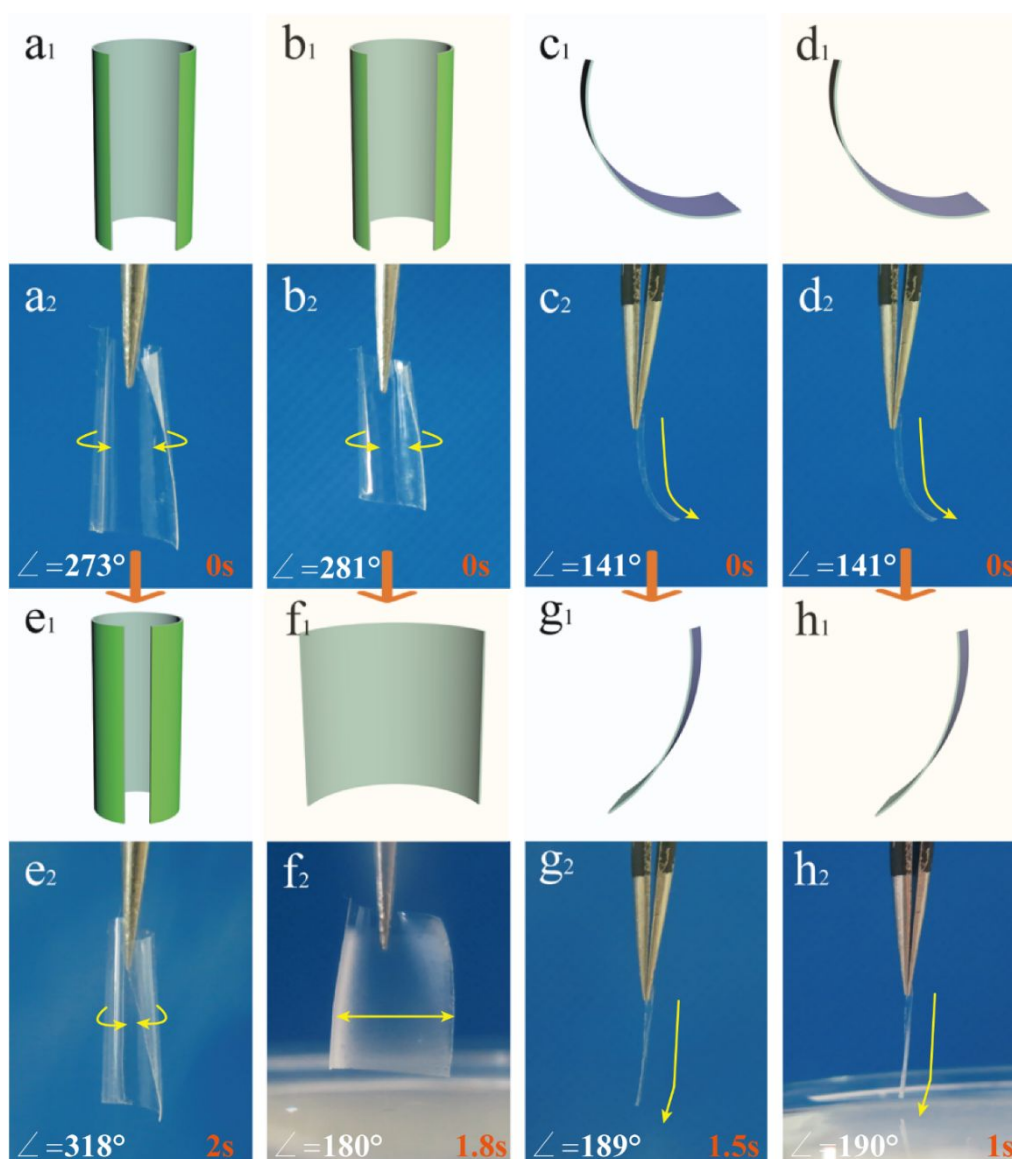 a1
b1
c1
d1
a2
b2
c2
d2
∠=273° 0s
∠=281° 0s
∠=141° 0s
∠=141° 0s
e1
f1
g1
h1
e2
f2
g2
h2
∠=318° 2s
∠=180° 1.8s
∠=189° 1.5s
∠=190° 1s